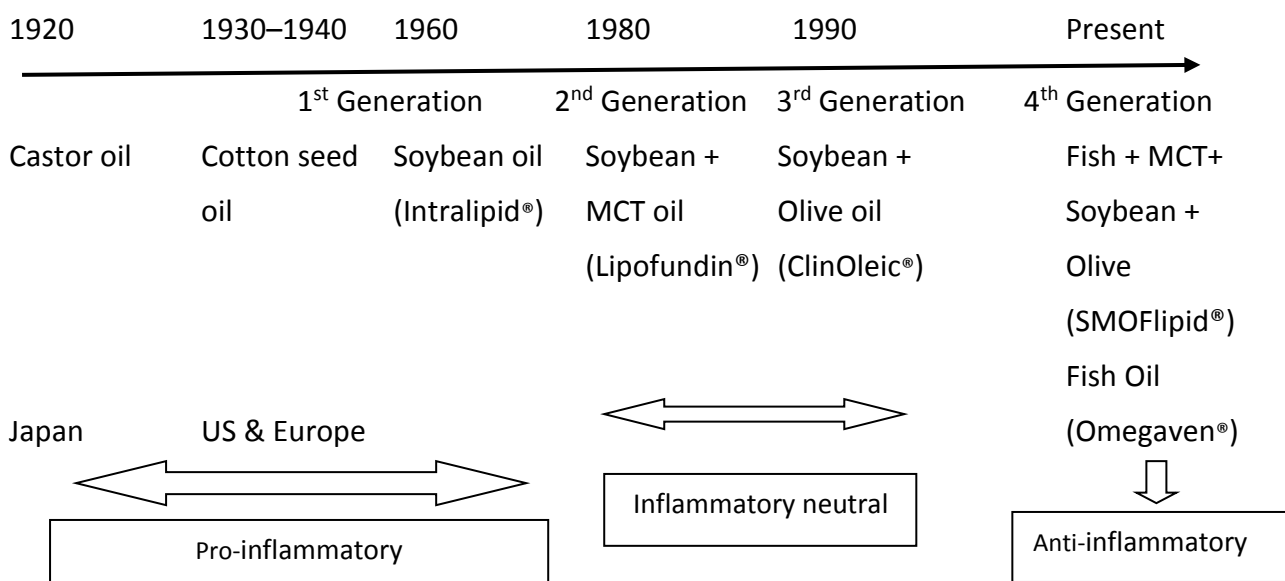 1920 1930–1940 1960 1980 1990 Present
1st Generation 2nd Generation 3rd Generation 4th Generation
Castor oil Cotton seed Soybean oil Soybean + Soybean + Fish + MCT+
oil (Intralipid®) MCT oil Olive oil Soybean +
(Lipofundin®) (ClinOleic®) Olive
(SMOFlipid®)
Fish Oil
Japan US & Europe (Omegaven®)
Inflammatory neutral
Pro-inflammatory Anti-inflammatory